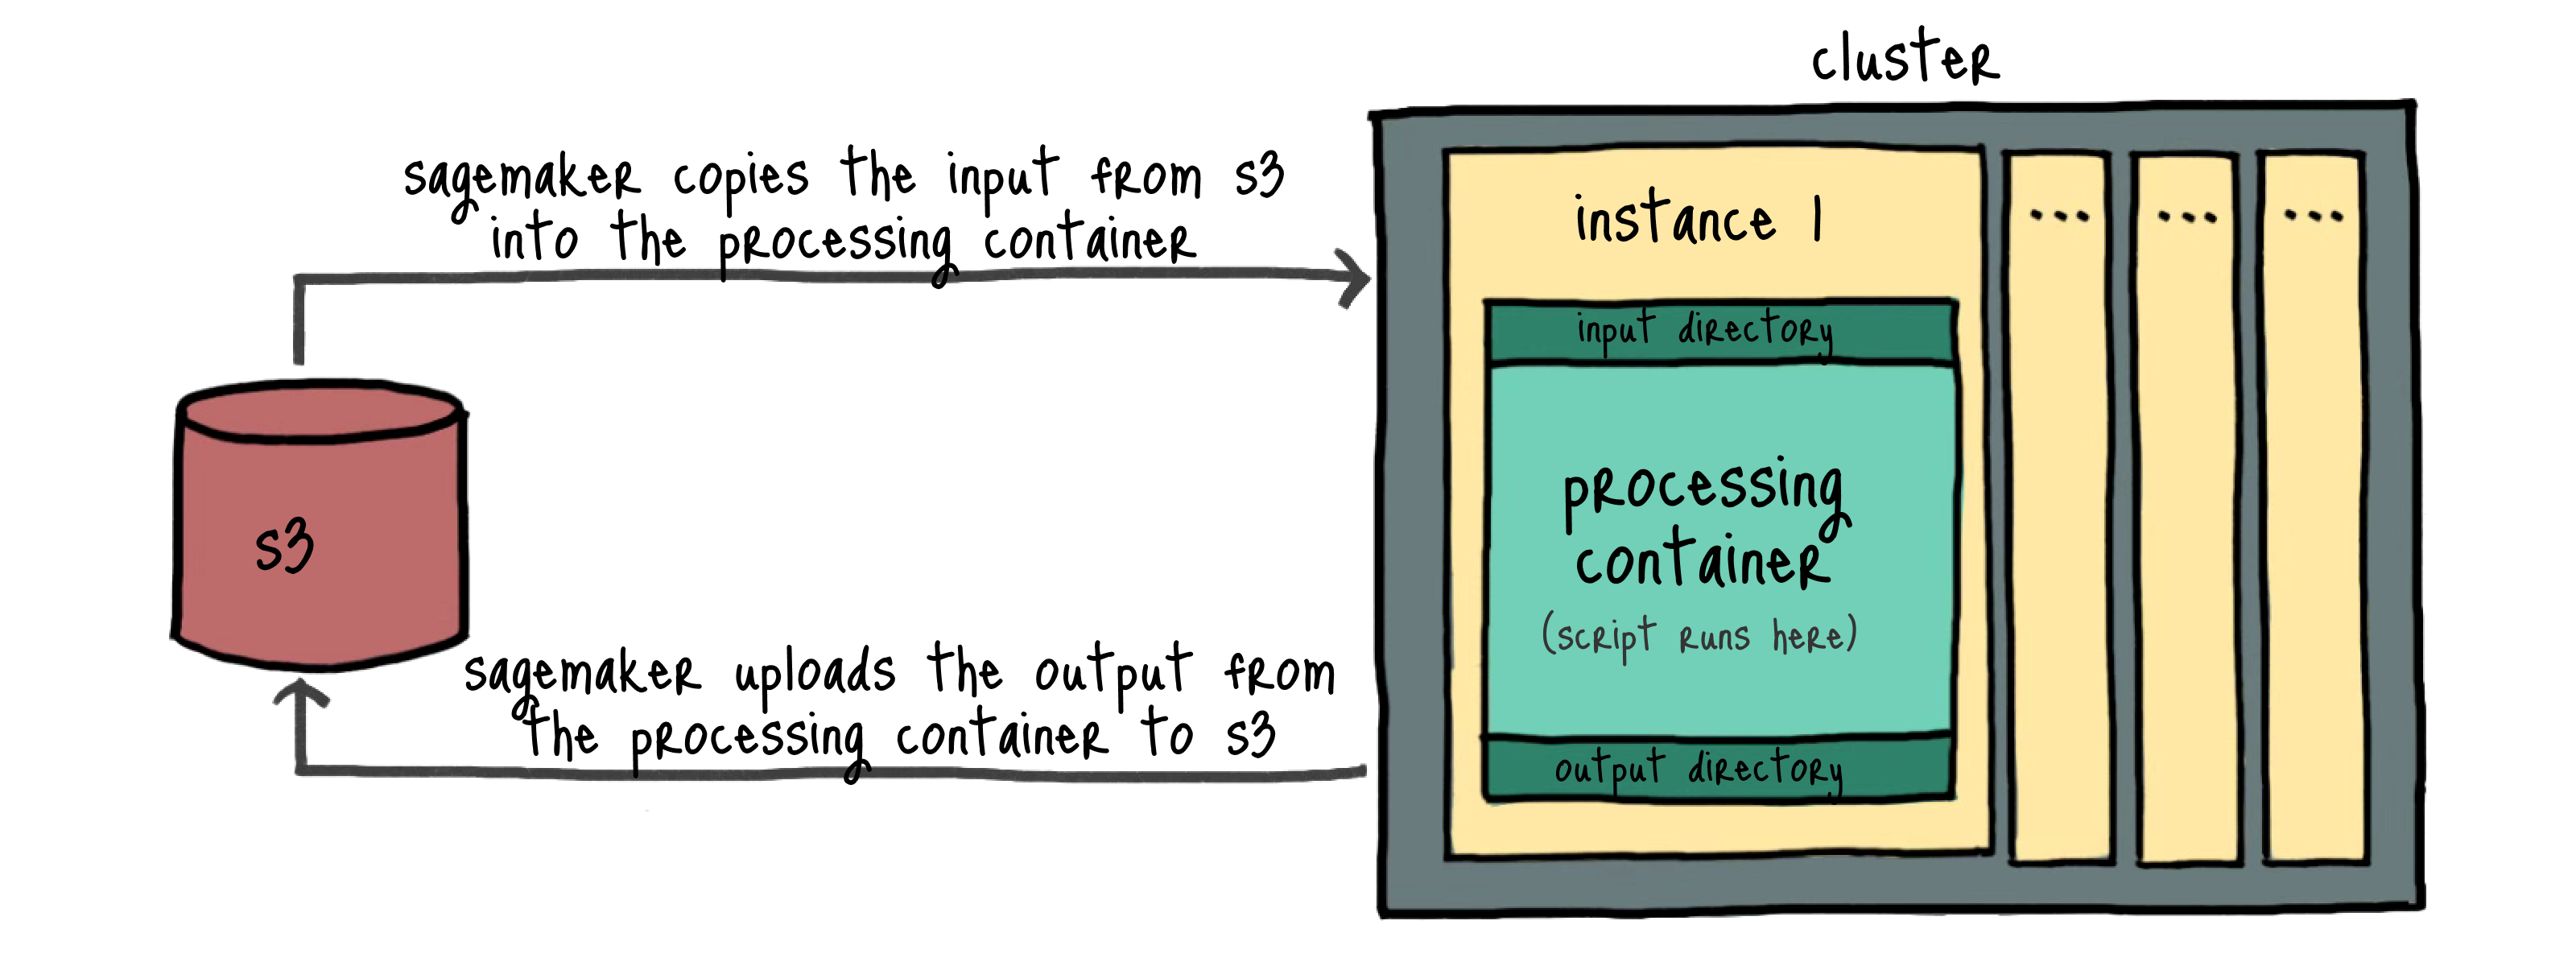 cluster
sagemaker copies the input from s3
into the processing container
instance 1
...
...
...
input directory
processing
container
(script runs here)
s3
sagemaker uploads the output from
the processing container to s3
output directory